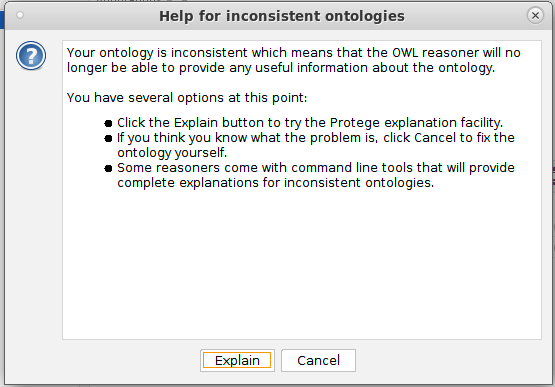 Help for inconsistent ontologies
Your ontology is inconsistent which means that the OWL reasoner will no
longer be able to provide any useful information about the ontology.
You have several options at this point:
● Click the Explain button to try the Protege explanation facility.
● If you think you know what the problem is, click Cancel to fix the
ontology yourself.
● Some reasoners come with command line tools that will provide
complete explanations for inconsistent ontologies.
Explain
Cancel